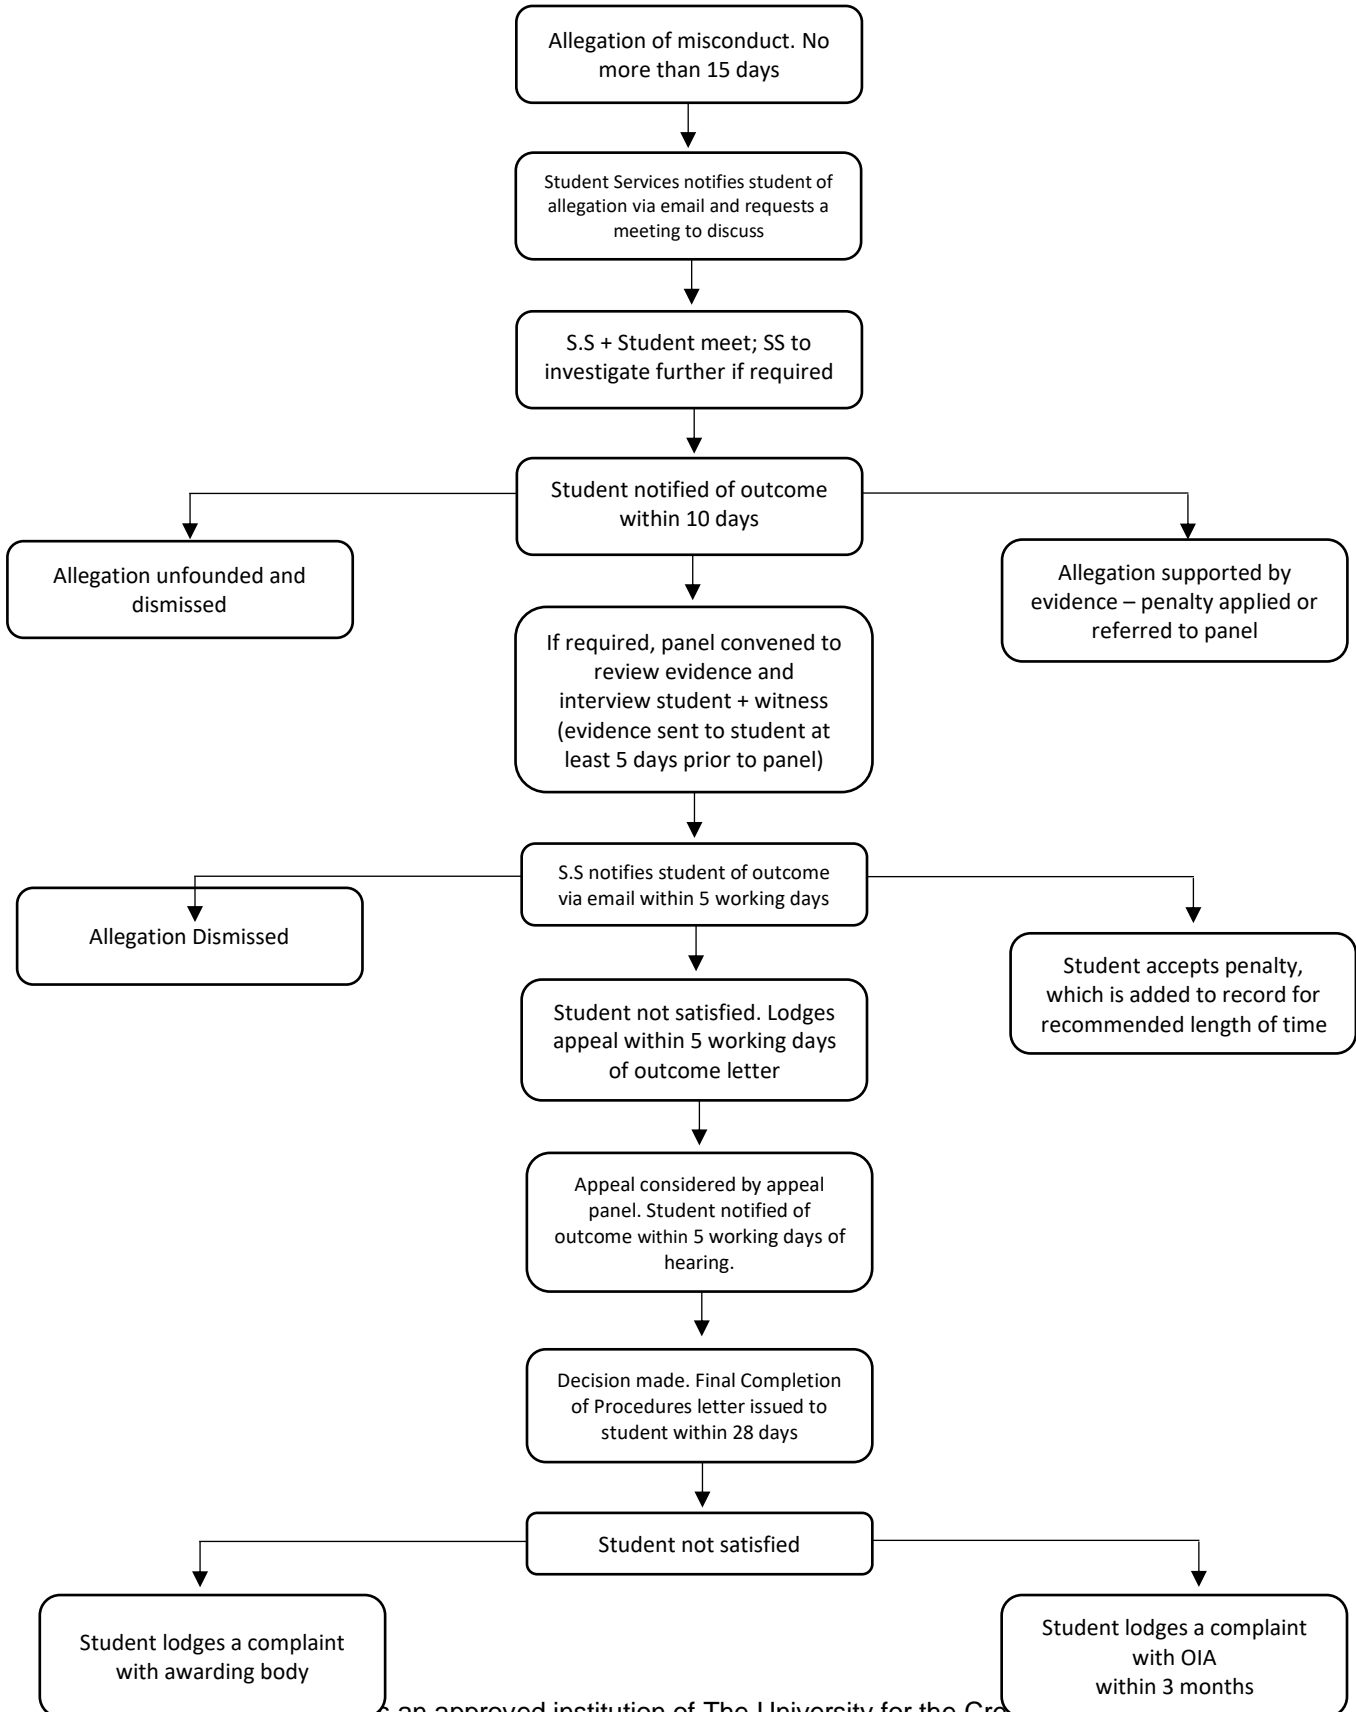 Allegation of misconduct. No
more than 15 days
Student Services notifies student of
allegation via email and requests a
meeting to discuss
S.S + Student meet; SS to
investigate further if required
Student notified of outcome
within 10 days
Allegation unfounded and
dismissed
Allegation supported by
evidence – penalty applied or
referred to panel
If required, panel convened to
review evidence and
interview student + witness
(evidence sent to student at
least 5 days prior to panel)
S.S notifies student of outcome
via email within 5 working days
Allegation Dismissed
Student accepts penalty,
which is added to record for
recommended length of time
Student not satisfied. Lodges
appeal within 5 working days
of outcome letter
Appeal considered by appeal
panel. Student notified of
outcome within 5 working days of
hearing.
Decision made. Final Completion
of Procedures letter issued to
student within 28 days
Student not satisfied
Student lodges a complaint
with awarding body
Student lodges a complaint
with OIA
within 3 months
an approved institution of The University for the